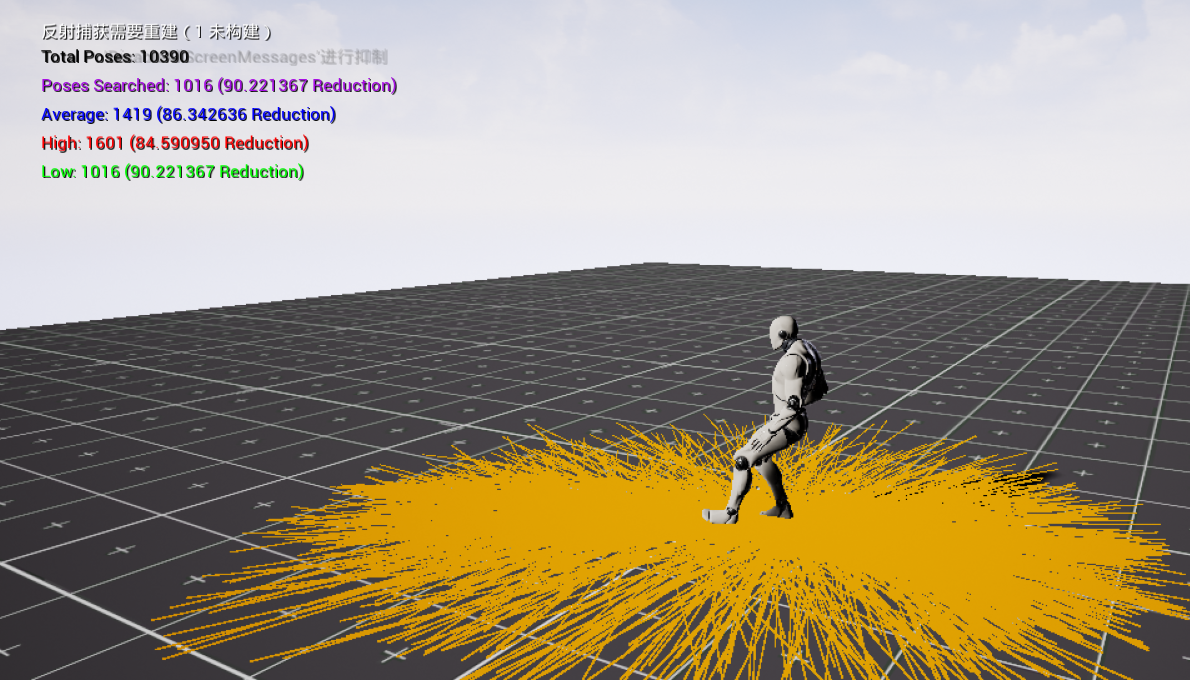 反射捕获需要重建 ( 1 未构建 )
Total Poses: 10390 ScreenMessages'进行抑制
Poses Searched: 1016 (90.221367 Reduction)
Average: 1419 (86.342636 Reduction)
High: 1601 (84.590950 Reduction)
Low: 1016 (90.221367 Reduction)